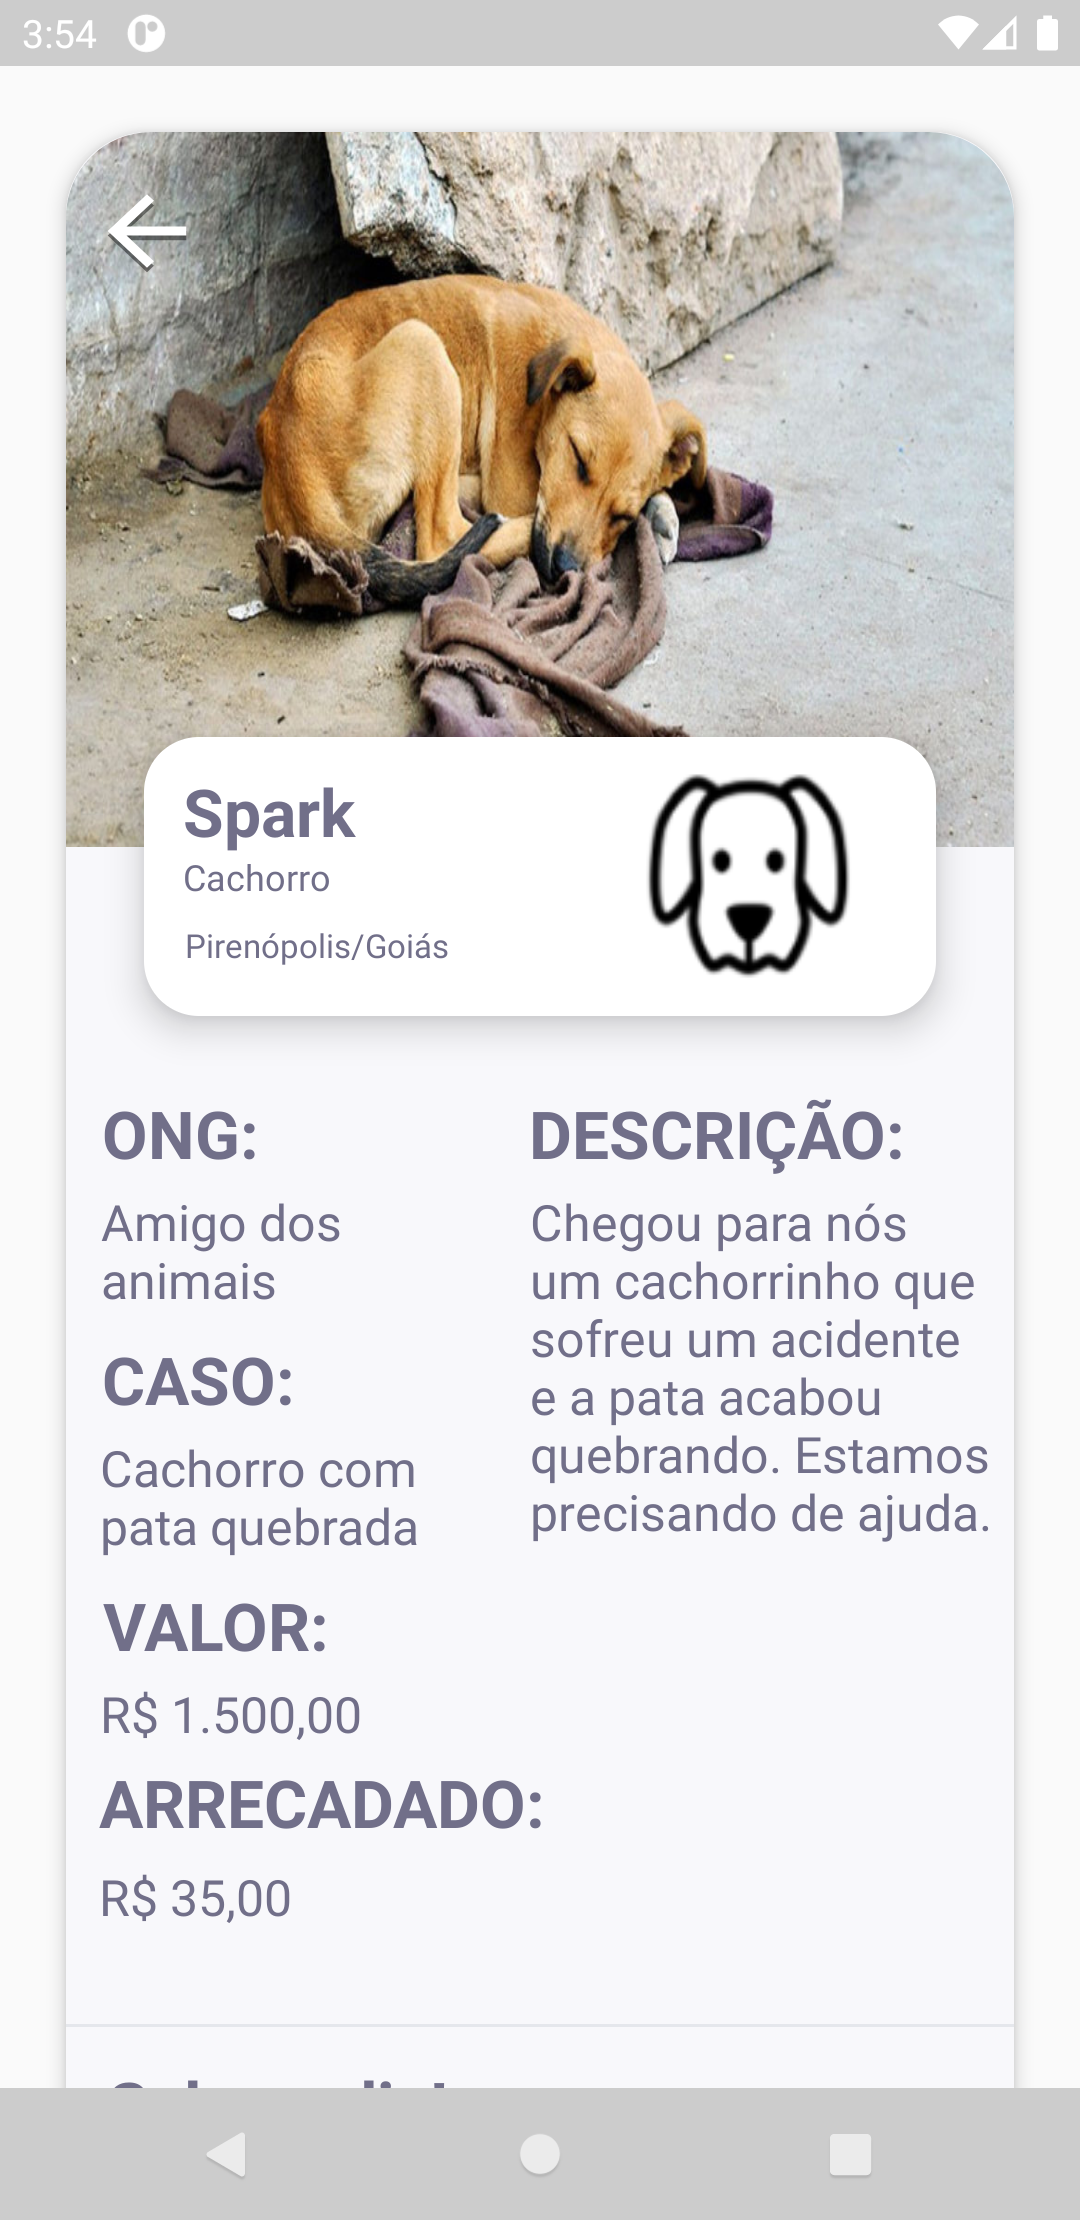 3:54
Spark
Cachorro
Pirenópolis/Goiás
ONG:
Amigo dos
animais
CASO:
Cachorro com
pata quebrada
VALOR:
R$ 1.500,00
ARRECADADO:
R$ 35,00
DESCRIÇÃO:
Chegou para nós
um cachorrinho que
sofreu um acidente
e a pata acabou
quebrando. Estamos
precisando de ajuda.